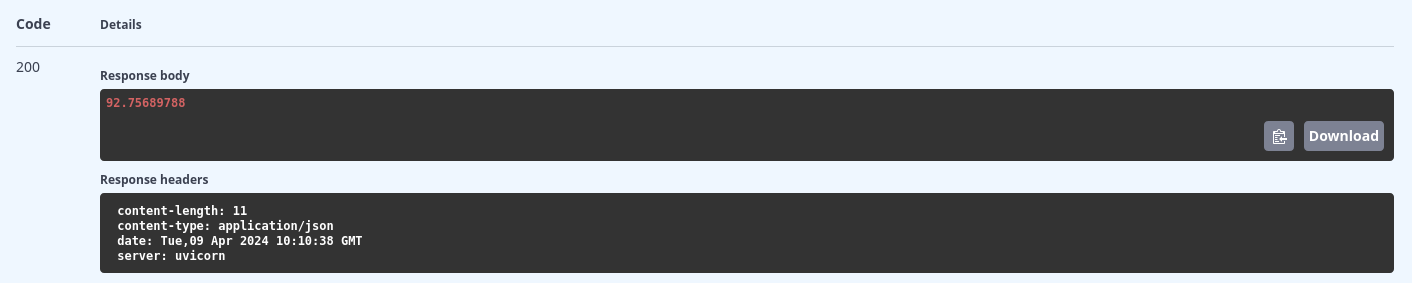 Code Details
200
Response body
92.75689788
Download
Response headers
content-length: 11
content-type: application/json
date: Tue,09 Apr 2024 10:10:38 GMT
server: uvicorn